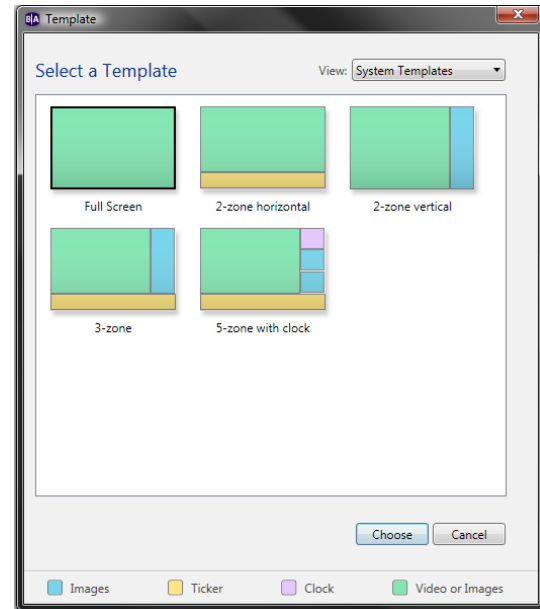 B|A Template
Select a Template
View: System Templates
Full Screen
2-zone horizontal
2-zone vertical
3-zone
5-zone with clock
Choose
Cancel
Images
Ticker
Clock
Video or Images